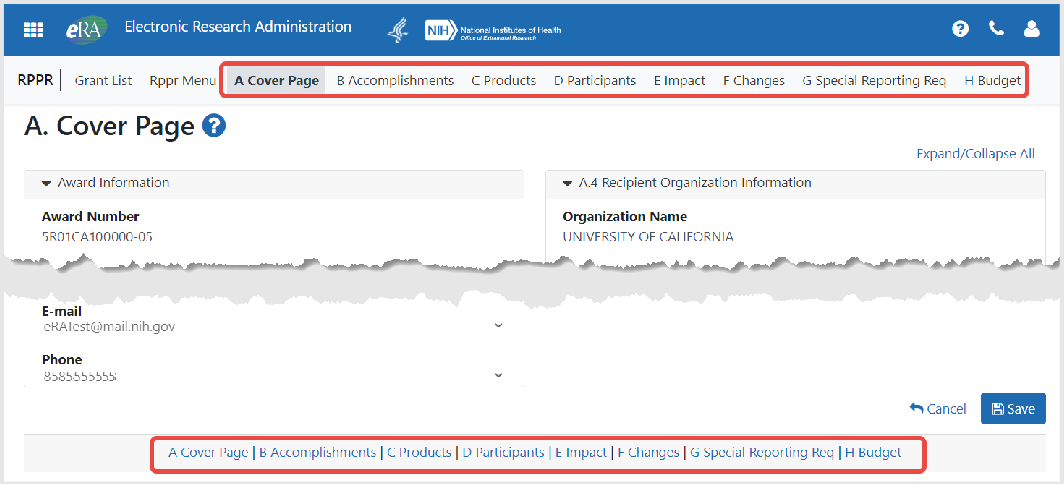 eRA Electronic Research Administration NIH National Institutes of Health
Office of Extramural Research
RPPR Grant List Rppr Menu A Cover Page B Accomplishments C Products D Participants E Impact F Changes G Special Reporting Req H Budget
A. Cover Page ?
Expand/Collapse All
Award Information
A.4 Recipient Organization Information
Award Number
5R01CA100000-05
Organization Name
UNIVERSITY OF CALIFORNIA
E-mail
eRATest@mail.nih.gov
Phone
8585555555
Cancel Save
A Cover Page | B Accomplishments | C Products | D Participants | E Impact | F Changes | G Special Reporting Req | H Budget